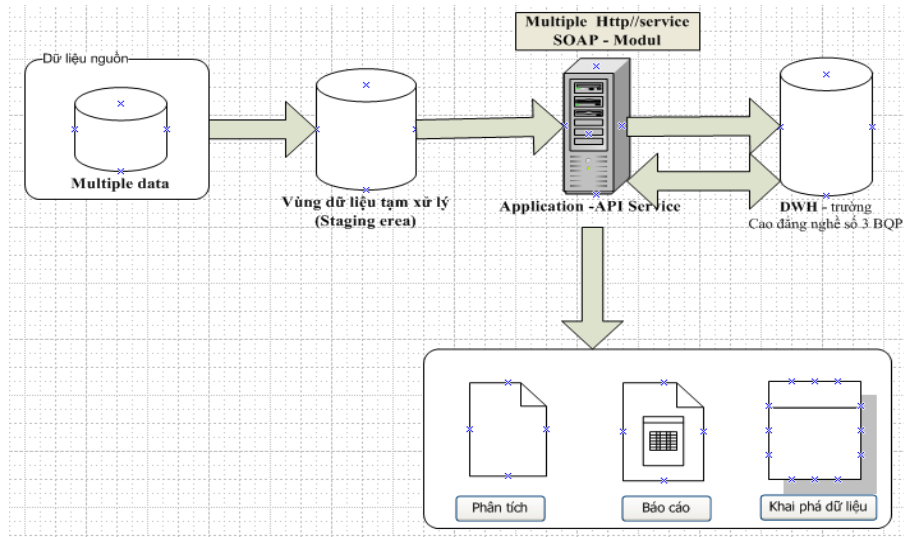 Dữ liệu nguồn
Multiple data
Vùng dữ liệu tạm xử lý
(Staging erea)
Multiple Http//service
SOAP - Modul
Application -API Service
DWH - trường
Cao đẳng nghề số 3 BQP
Phân tích
Báo cáo
Khai phá dữ liệu